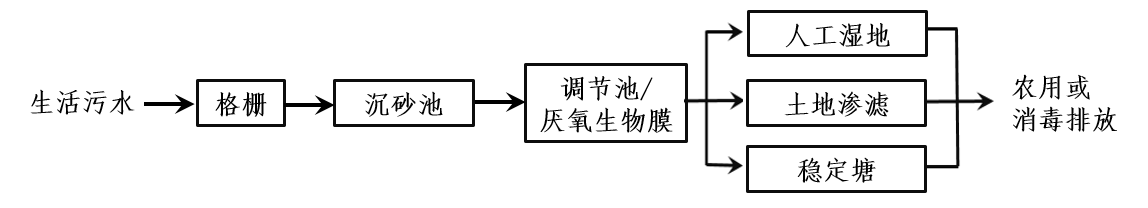 生活污水
格栅
沉砂池
调节池/
厌氧生物膜
人工湿地
土地渗滤
稳定塘
农用或
消毒排放